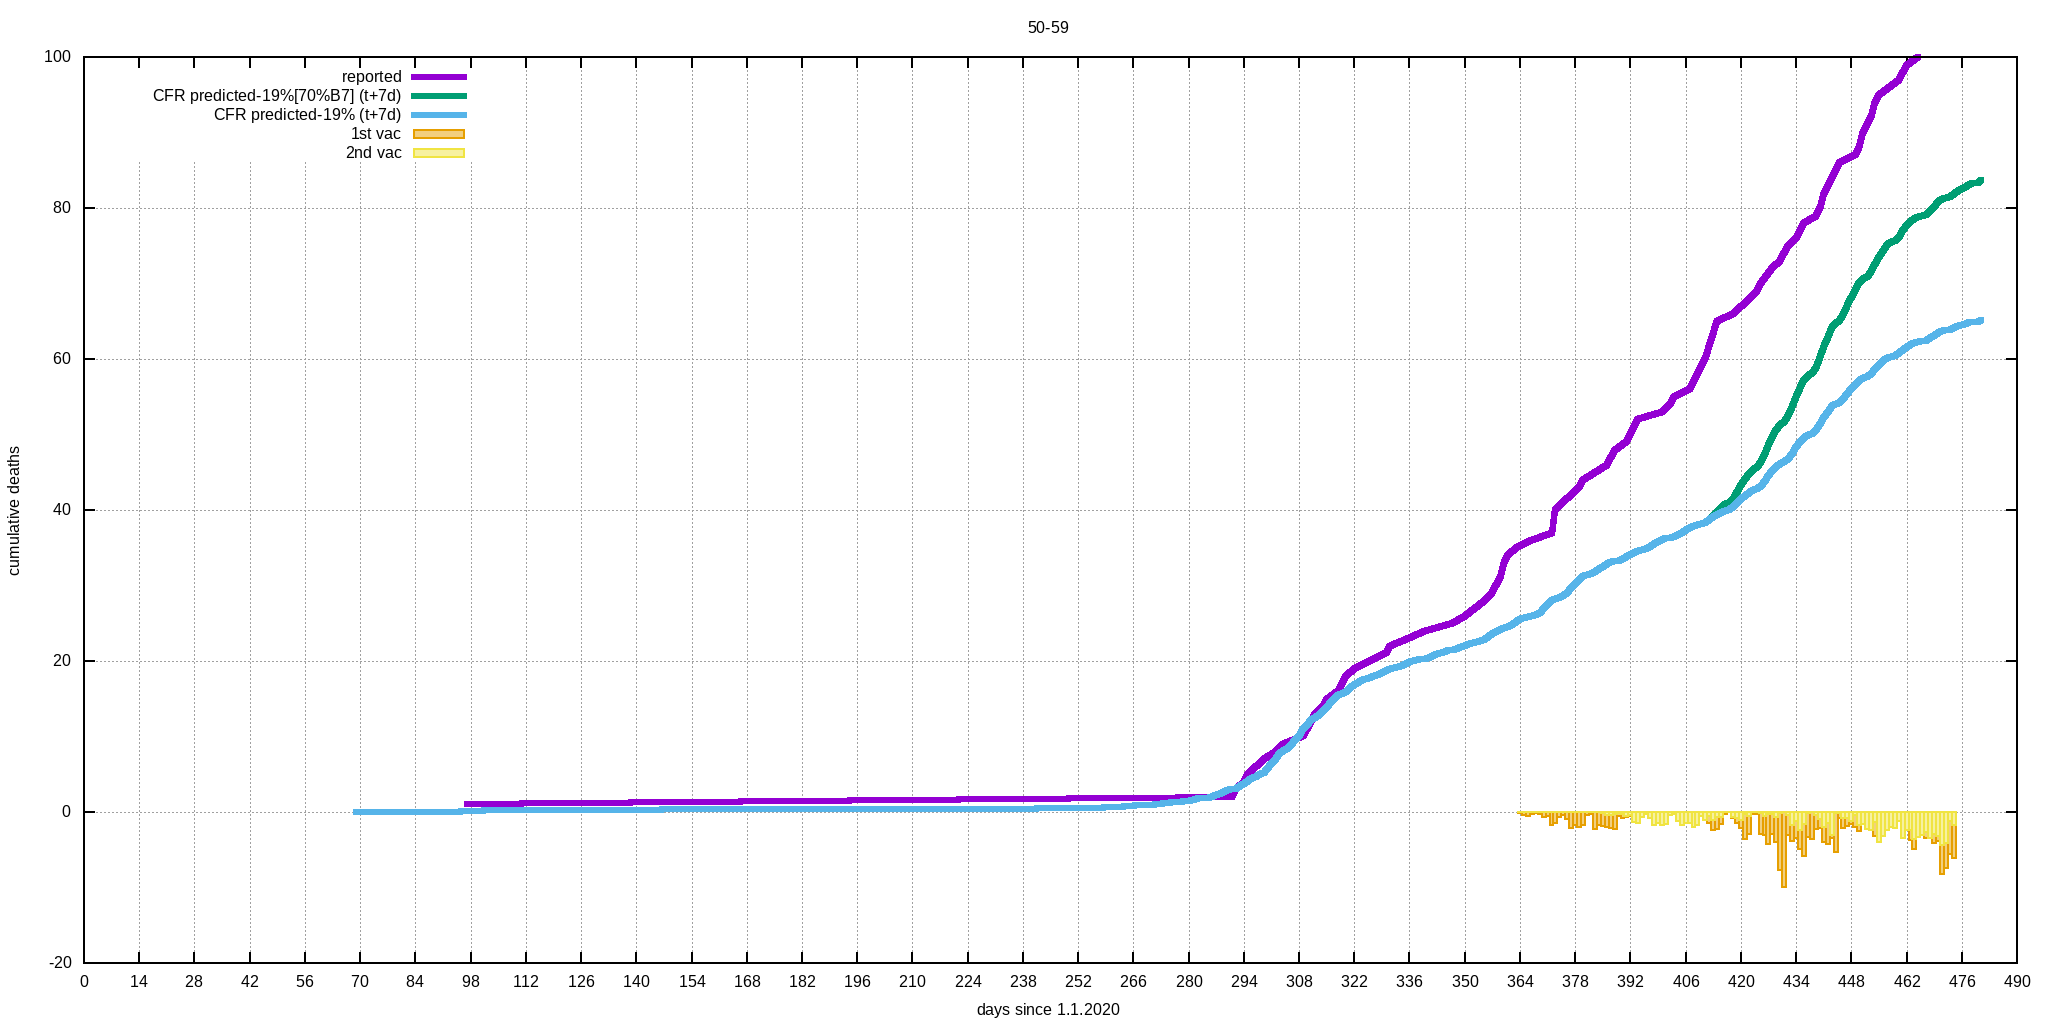 50-59
100
80
60
40
20
0
-20
reported
CFR predicted-19%[70%B7] (t+7d)
CFR predicted-19% (t+7d)
1st vac
2nd vac
cumulative deaths
0 14 28 42 56 70 84 98 112 126 140 154 168 182 196 210 224 238 252 266 280 294 308 322 336 350 364 378 392 406 420 434 448 462 476 490
days since 1.1.2020